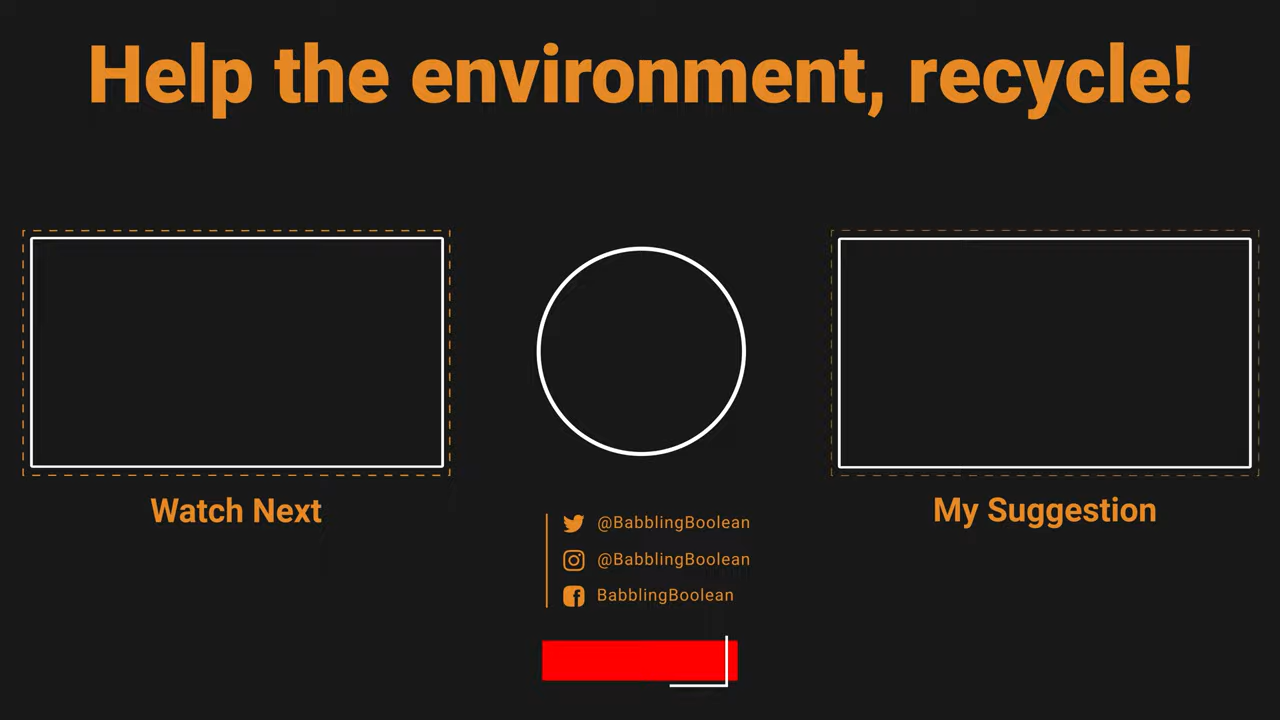 Help the environment, recycle!
Watch Next
My Suggestion
@BabblingBoolean
@BabblingBoolean
BabblingBoolean